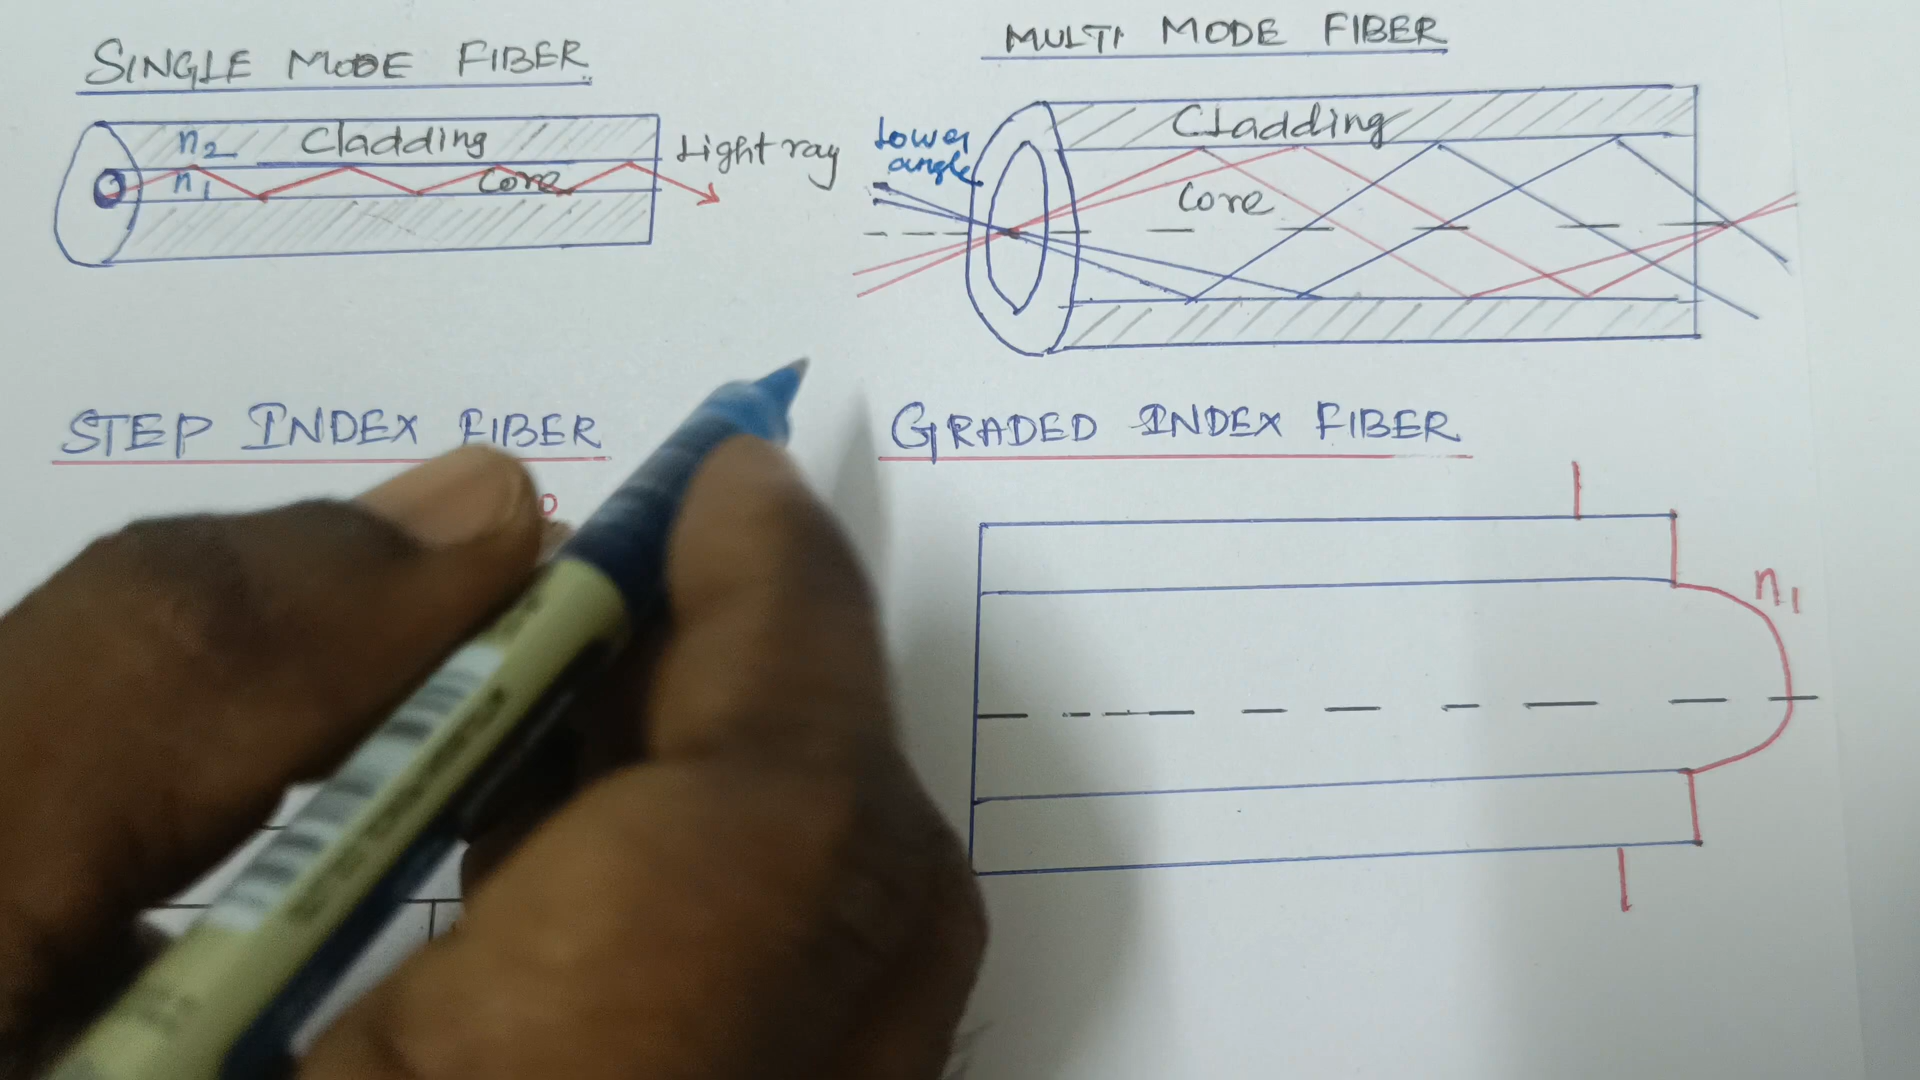 SINGLE MODE FIBER
n2 Cladding
n1 Core
Light ray
MULTI MODE FIBER
Lower
angle
Cladding
Core
STEP INDEX FIBER
GRADED INDEX FIBER
n1